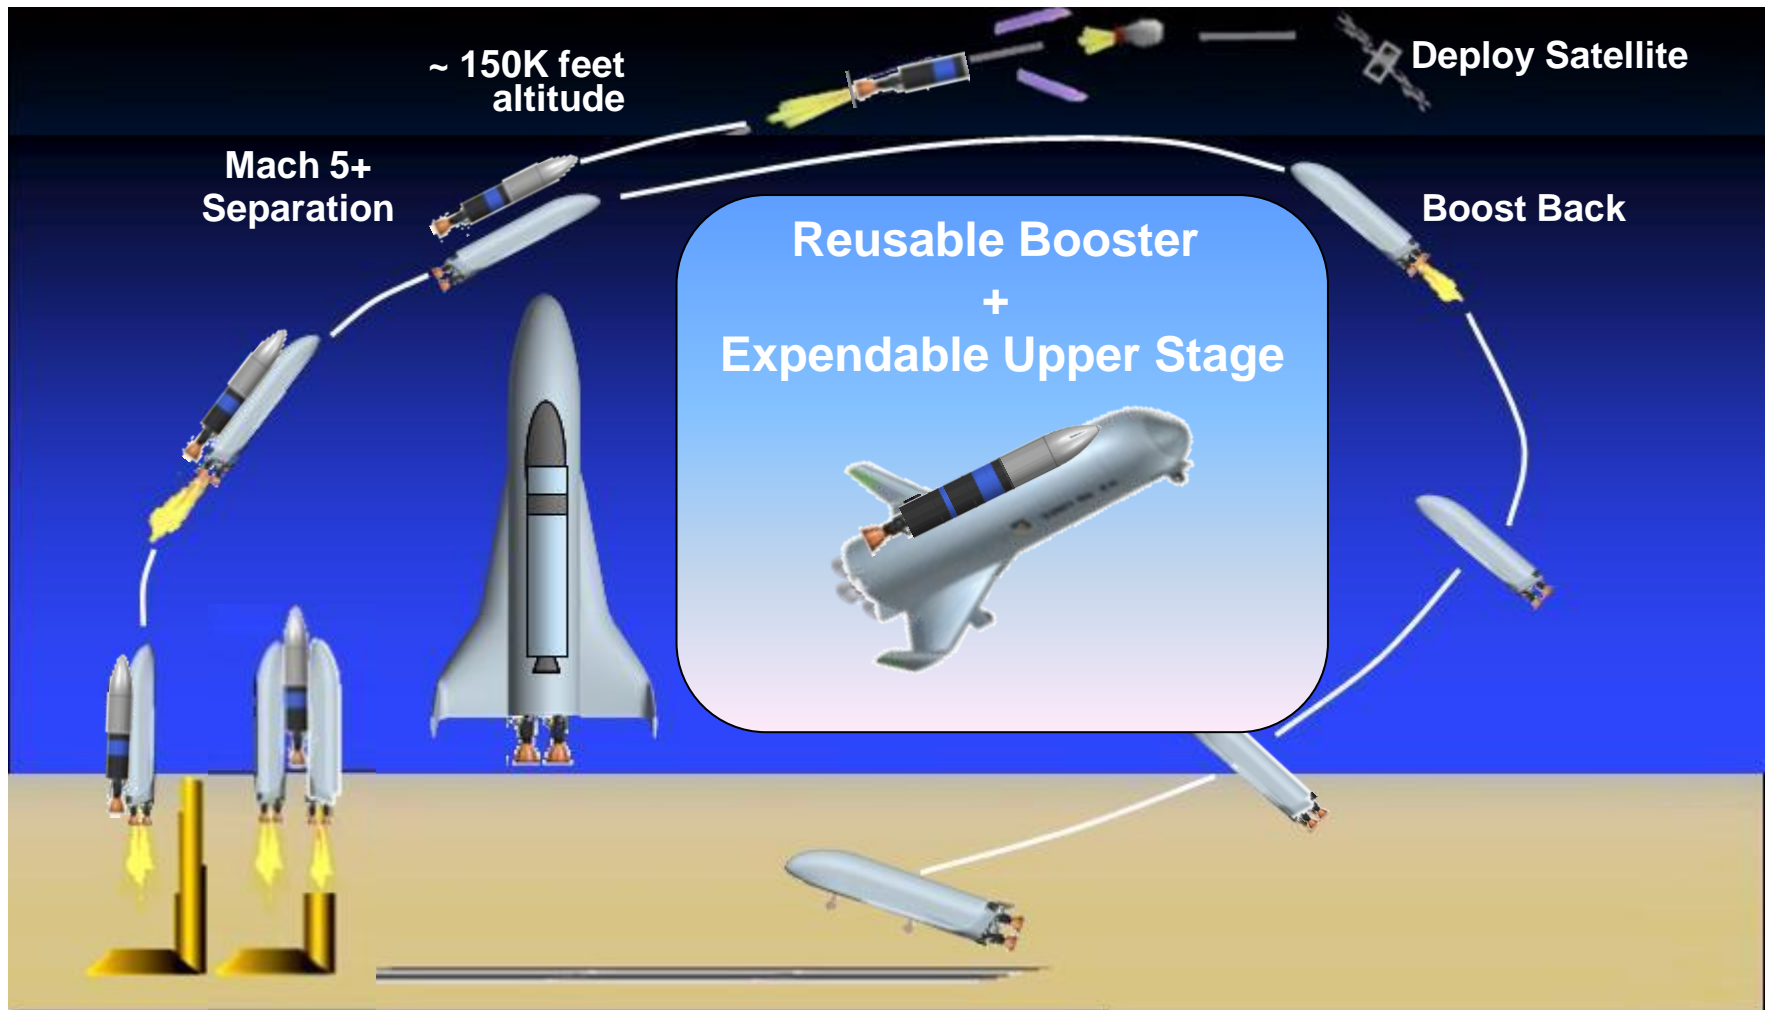 ~ 150K feet
altitude
Deploy Satellite
Mach 5+
Separation
Boost Back
Reusable Booster
+
Expendable Upper Stage